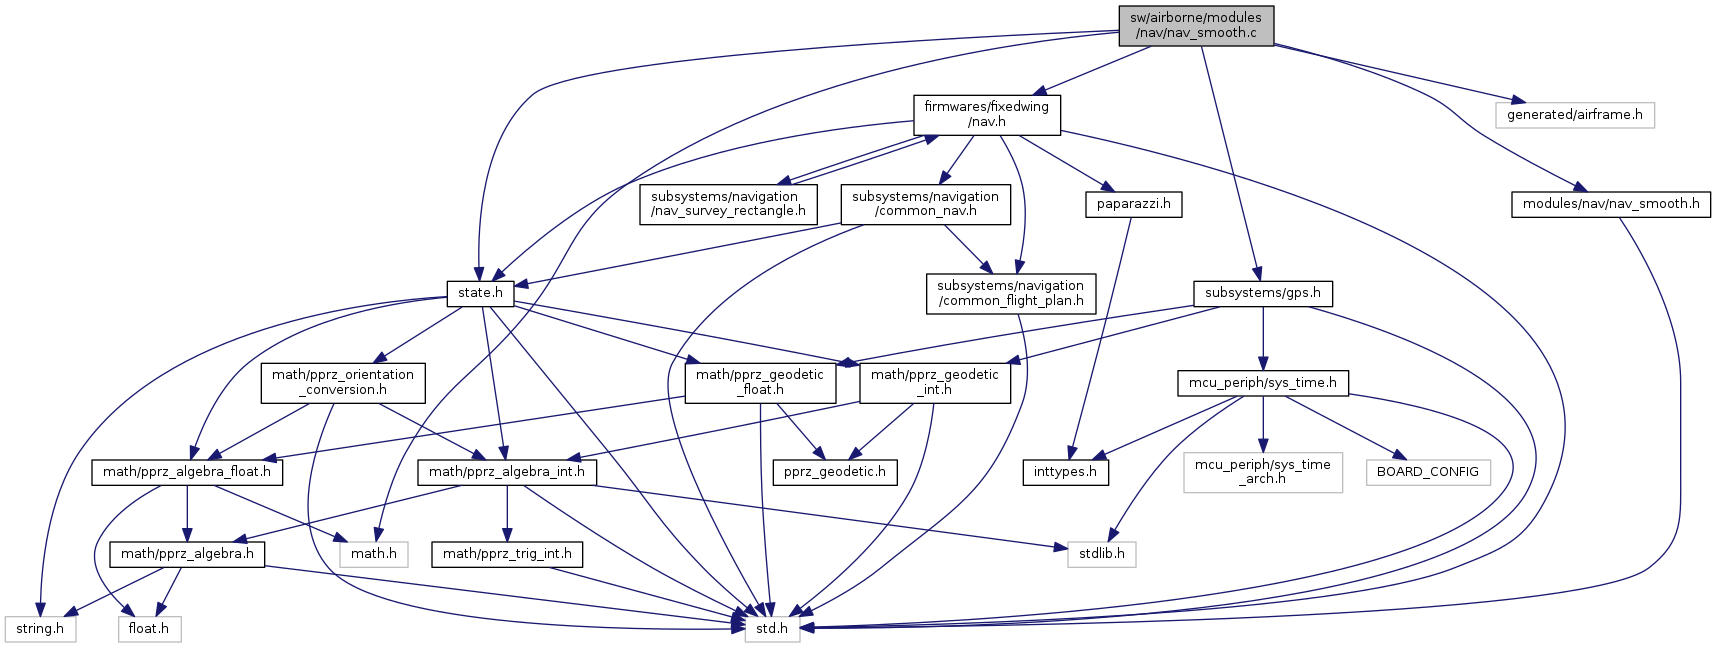 sw/airborne/modules
/nav/nav_smooth.c
firmwares/fixedwing
/nav.h
generated/airframe.h
subsystems/navigation
/nav_survey_rectangle.h
subsystems/navigation
/common_nav.h
paparazzi.h
modules/nav/nav_smooth.h
state.h
subsystems/navigation
/common_flight_plan.h
subsystems/gps.h
math/pprz_orientation
_conversion.h
math/pprz_geodetic
_float.h
math/pprz_geodetic
_int.h
mcu_periph/sys_time.h
math/pprz_algebra_float.h
math/pprz_algebra_int.h
pprz_geodetic.h
inttypes.h
mcu_periph/sys_time
_arch.h
BOARD_CONFIG
math/pprz_algebra.h
math.h
math/pprz_trig_int.h
stdlib.h
string.h
float.h
std.h